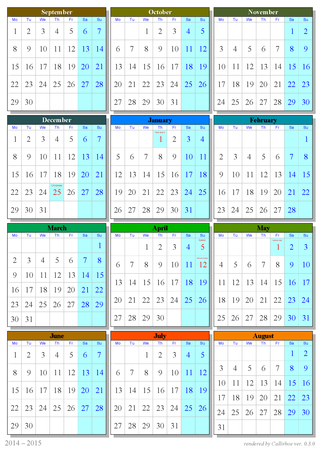 September
Mo Tu We Th Fr Sa Su
1 2 3 4 5 6 7
8 9 10 11 12 13 14
15 16 17 18 19 20 21
22 23 24 25 26 27 28
29 30
October
Mo Tu We Th Fr Sa Su
1 2 3 4 5
6 7 8 9 10 11 12
13 14 15 16 17 18 19
20 21 22 23 24 25 26
27 28 29 30 31
November
Mo Tu We Th Fr Sa Su
1 2
3 4 5 6 7 8 9
10 11 12 13 14 15 16
17 18 19 20 21 22 23
24 25 26 27 28 29 30
December
Mo Tu We Th Fr Sa Su
1 2 3 4 5 6 7
8 9 10 11 12 13 14
15 16 17 18 19 20 21
22 23 24 25 26 27 28
29 30 31
January
Mo Tu We Th Fr Sa Su
1 2 3 4
5 6 7 8 9 10 11
12 13 14 15 16 17 18
19 20 21 22 23 24 25
26 27 28 29 30 31
February
Mo Tu We Th Fr Sa Su
1
2 3 4 5 6 7 8
9 10 11 12 13 14 15
16 17 18 19 20 21 22
23 24 25 26 27 28
March
Mo Tu We Th Fr Sa Su
1
2 3 4 5 6 7 8
9 10 11 12 13 14 15
16 17 18 19 20 21 22
23 24 25 26 27 28 29
30 31
April
Mo Tu We Th Fr Sa Su
1 2 3 4 5
6 7 8 9 10 11 12
13 14 15 16 17 18 19
20 21 22 23 24 25 26
27 28 29 30
May
Mo Tu We Th Fr Sa Su
1 2 3
4 5 6 7 8 9 10
11 12 13 14 15 16 17
18 19 20 21 22 23 24
25 26 27 28 29 30 31
June
Mo Tu We Th Fr Sa Su
1 2 3 4 5 6 7
8 9 10 11 12 13 14
15 16 17 18 19 20 21
22 23 24 25 26 27 28
29 30
July
Mo Tu We Th Fr Sa Su
1 2 3 4 5
6 7 8 9 10 11 12
13 14 15 16 17 18 19
20 21 22 23 24 25 26
27 28 29 30 31
August
Mo Tu We Th Fr Sa Su
1 2
3 4 5 6 7 8 9
10 11 12 13 14 15 16
17 18 19 20 21 22 23
24 25 26 27 28 29 30
31
2014 – 2015
rendered by Callirhoe ver.